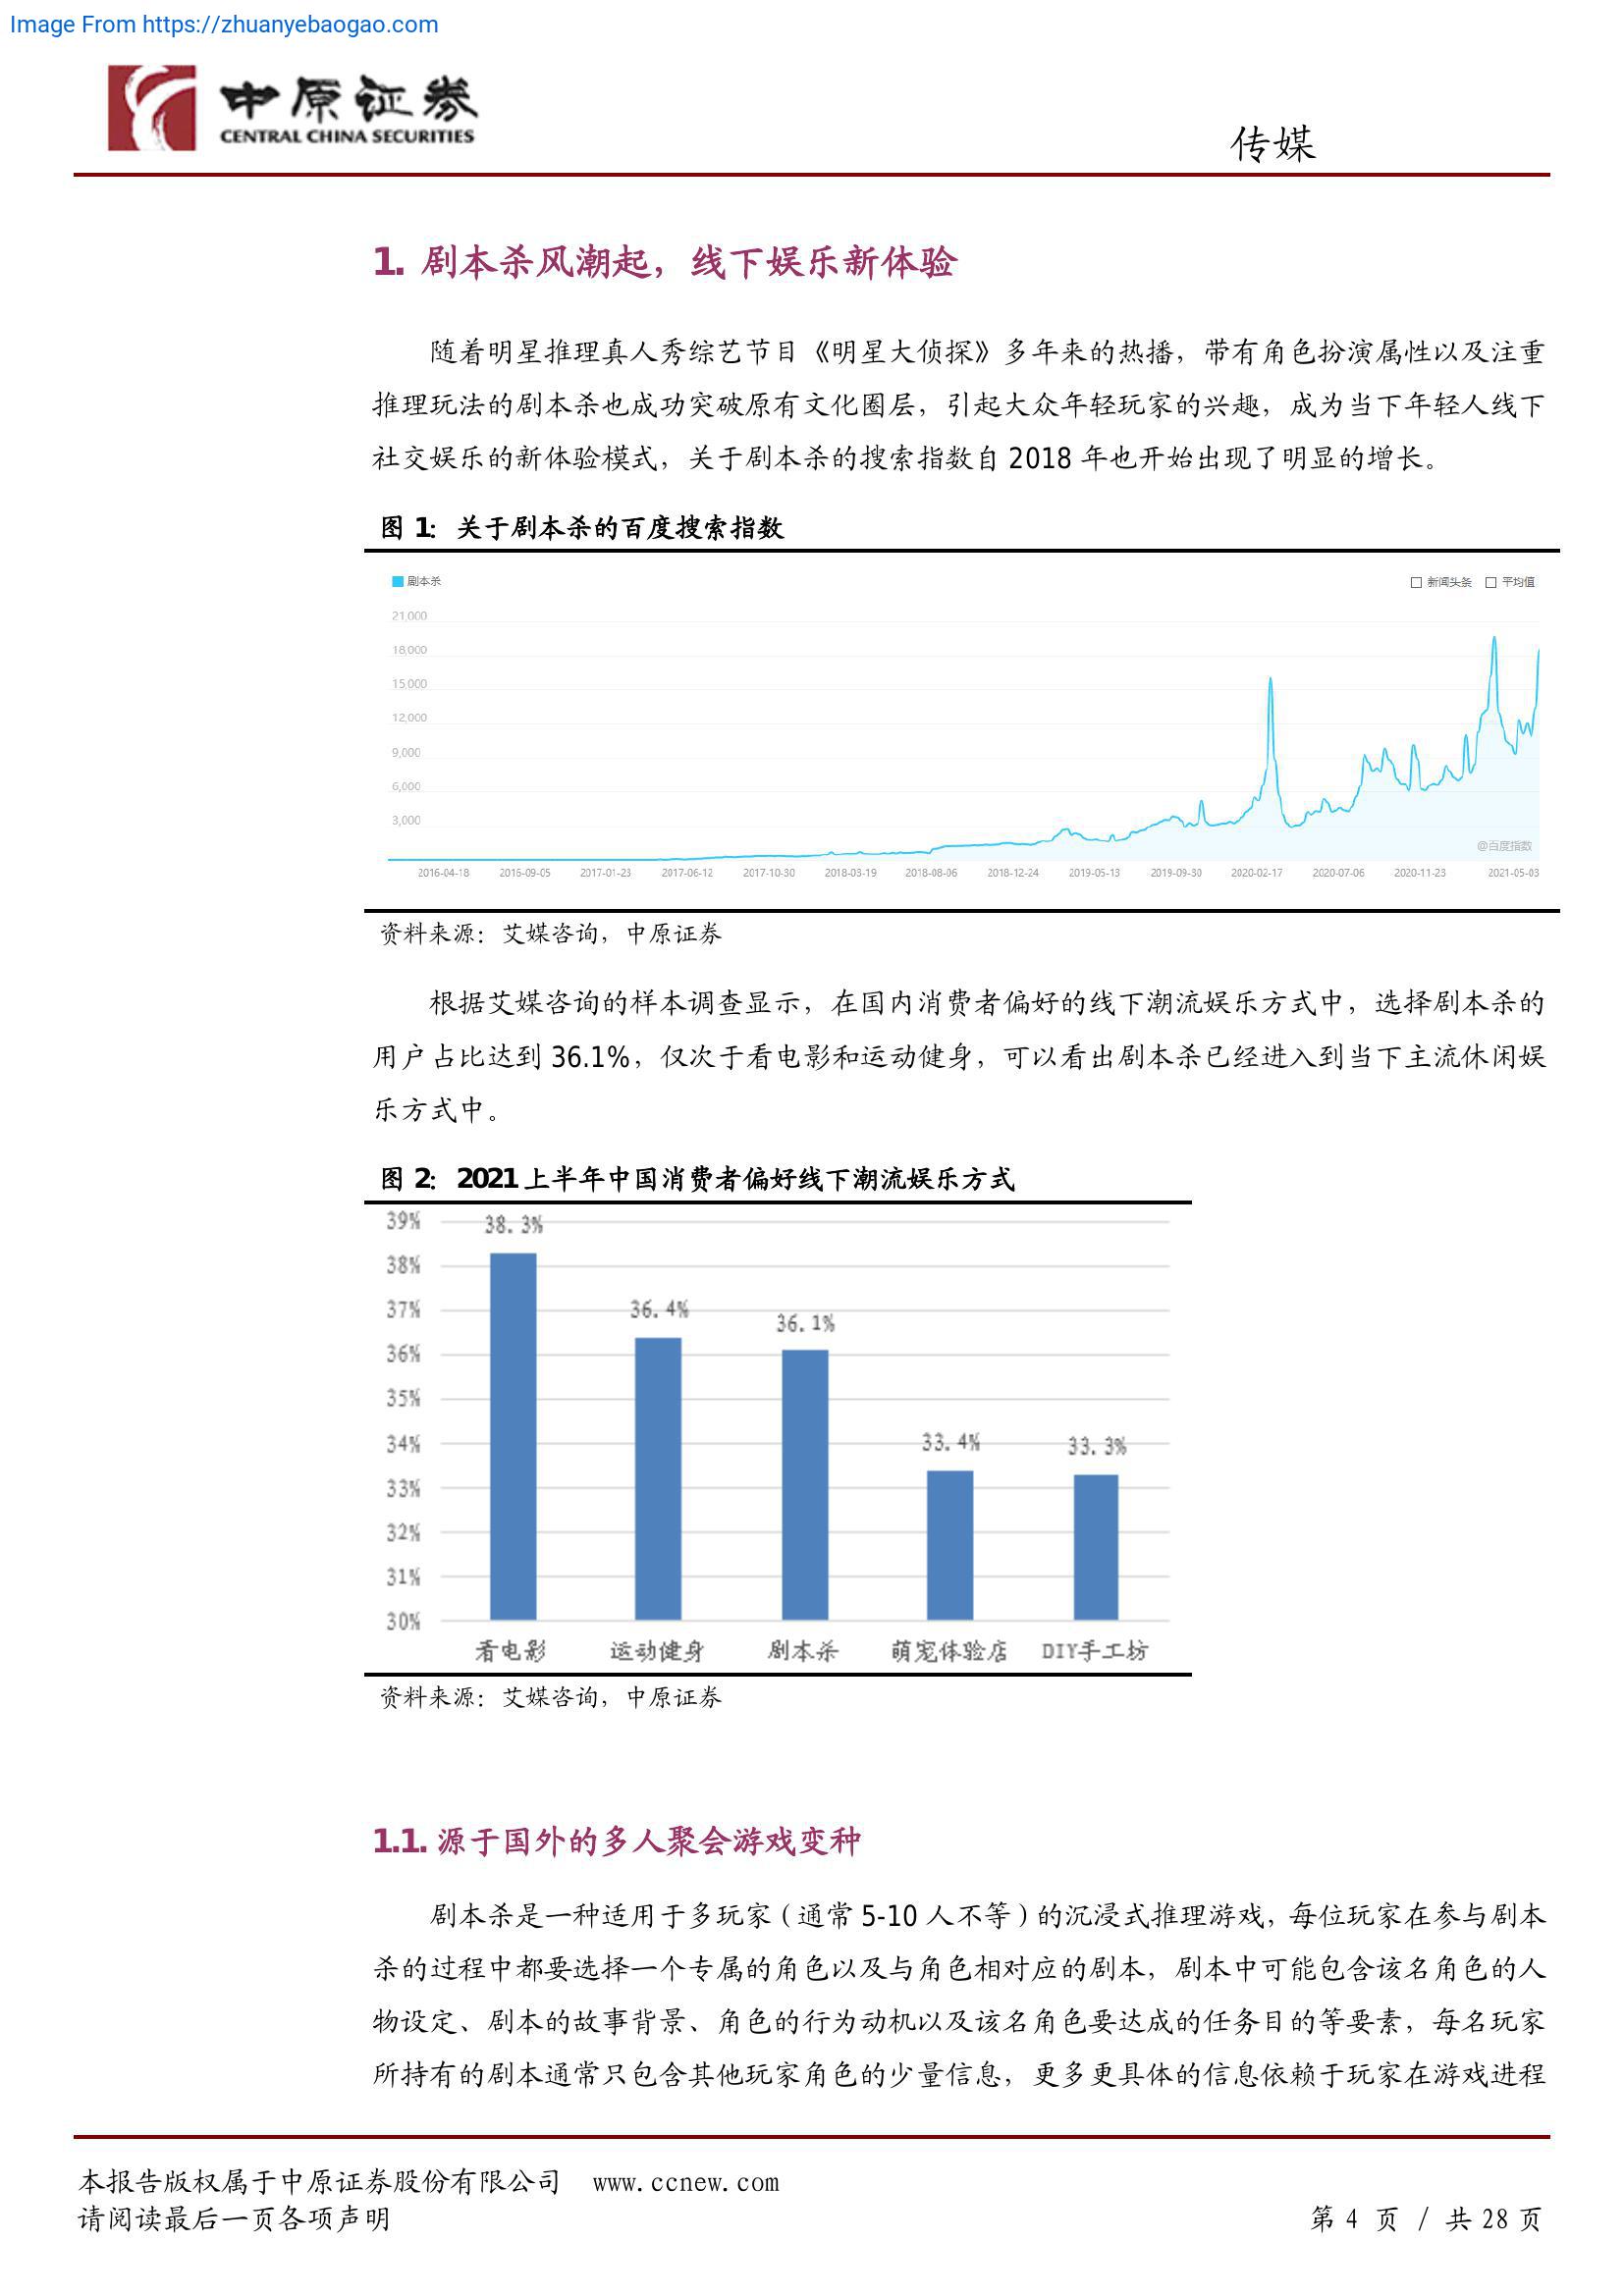 Image From https://zhuanyebaogao.com
中原证券
CENTRAL CHINA SECURITIES
传媒
1. 剧本杀风潮起，线下娱乐新体验
随着明星推理真人秀综艺节目《明星大侦探》多年来的热播，带有角色扮演属性以及注重
推理玩法的剧本杀也成功突破原有文化圈层，引起大众年轻玩家的兴趣，成为当下年轻人线下
社交娱乐的新体验模式，关于剧本杀的搜索指数自 2018 年也开始出现了明显的增长。
图 1：关于剧本杀的百度搜索指数
剧本杀
新闻头条 平均值
21,000
18,000
15,000
12,000
9,000
6,000
3,000
@百度指数
2016-04-18 2016-09-05 2017-01-23 2017-06-12 2017-10-30 2018-03-19 2018-08-06 2018-12-24 2019-05-13 2019-09-30 2020-02-17 2020-07-06 2020-11-23 2021-05-03
资料来源：艾媒咨询，中原证券
根据艾媒咨询的样本调查显示，在国内消费者偏好的线下潮流娱乐方式中，选择剧本杀的
用户占比达到 36.1%，仅次于看电影和运动健身，可以看出剧本杀已经进入到当下主流休闲娱
乐方式中。
图 2：2021 上半年中国消费者偏好线下潮流娱乐方式
39%
38.3%
38%
37%
36.4%
36.1%
36%
35%
34%
33.4%
33.3%
33%
32%
31%
30%
看电影 运动健身 剧本杀 萌宠体验店 DIY手工坊
资料来源：艾媒咨询，中原证券
1.1. 源于国外的多人聚会游戏变种
剧本杀是一种适用于多玩家（通常 5-10 人不等）的沉浸式推理游戏，每位玩家在参与剧本
杀的过程中都要选择一个专属的角色以及与角色相对应的剧本，剧本中可能包含该名角色的人
物设定、剧本的故事背景、角色的行为动机以及该名角色要达成的任务目的等要素，每名玩家
所持有的剧本通常只包含其他玩家角色的少量信息，更多更具体的信息依赖于玩家在游戏进程
本报告版权属于中原证券股份有限公司 www.ccnew.com
请阅读最后一页各项声明
第 4 页 / 共 28 页